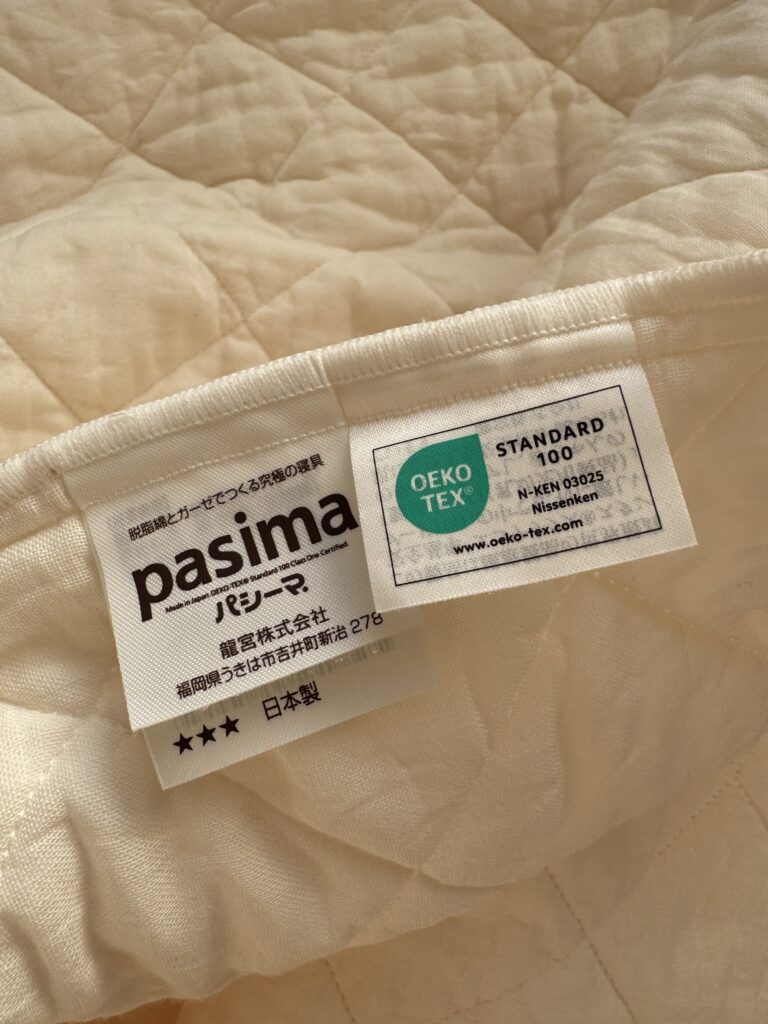 脱脂綿とガーゼでつくる究極の寝具
pasima
Made in Japan OEKO-TEX® Standard 100 Class One Certified.
パシーマ®
龍宮株式会社
福岡県うきは市吉井町新治 278
★★★ 日本製
OEKO
TEX®
STANDARD
100
N-KEN 03025
Nissenken
www.oeko-tex.com